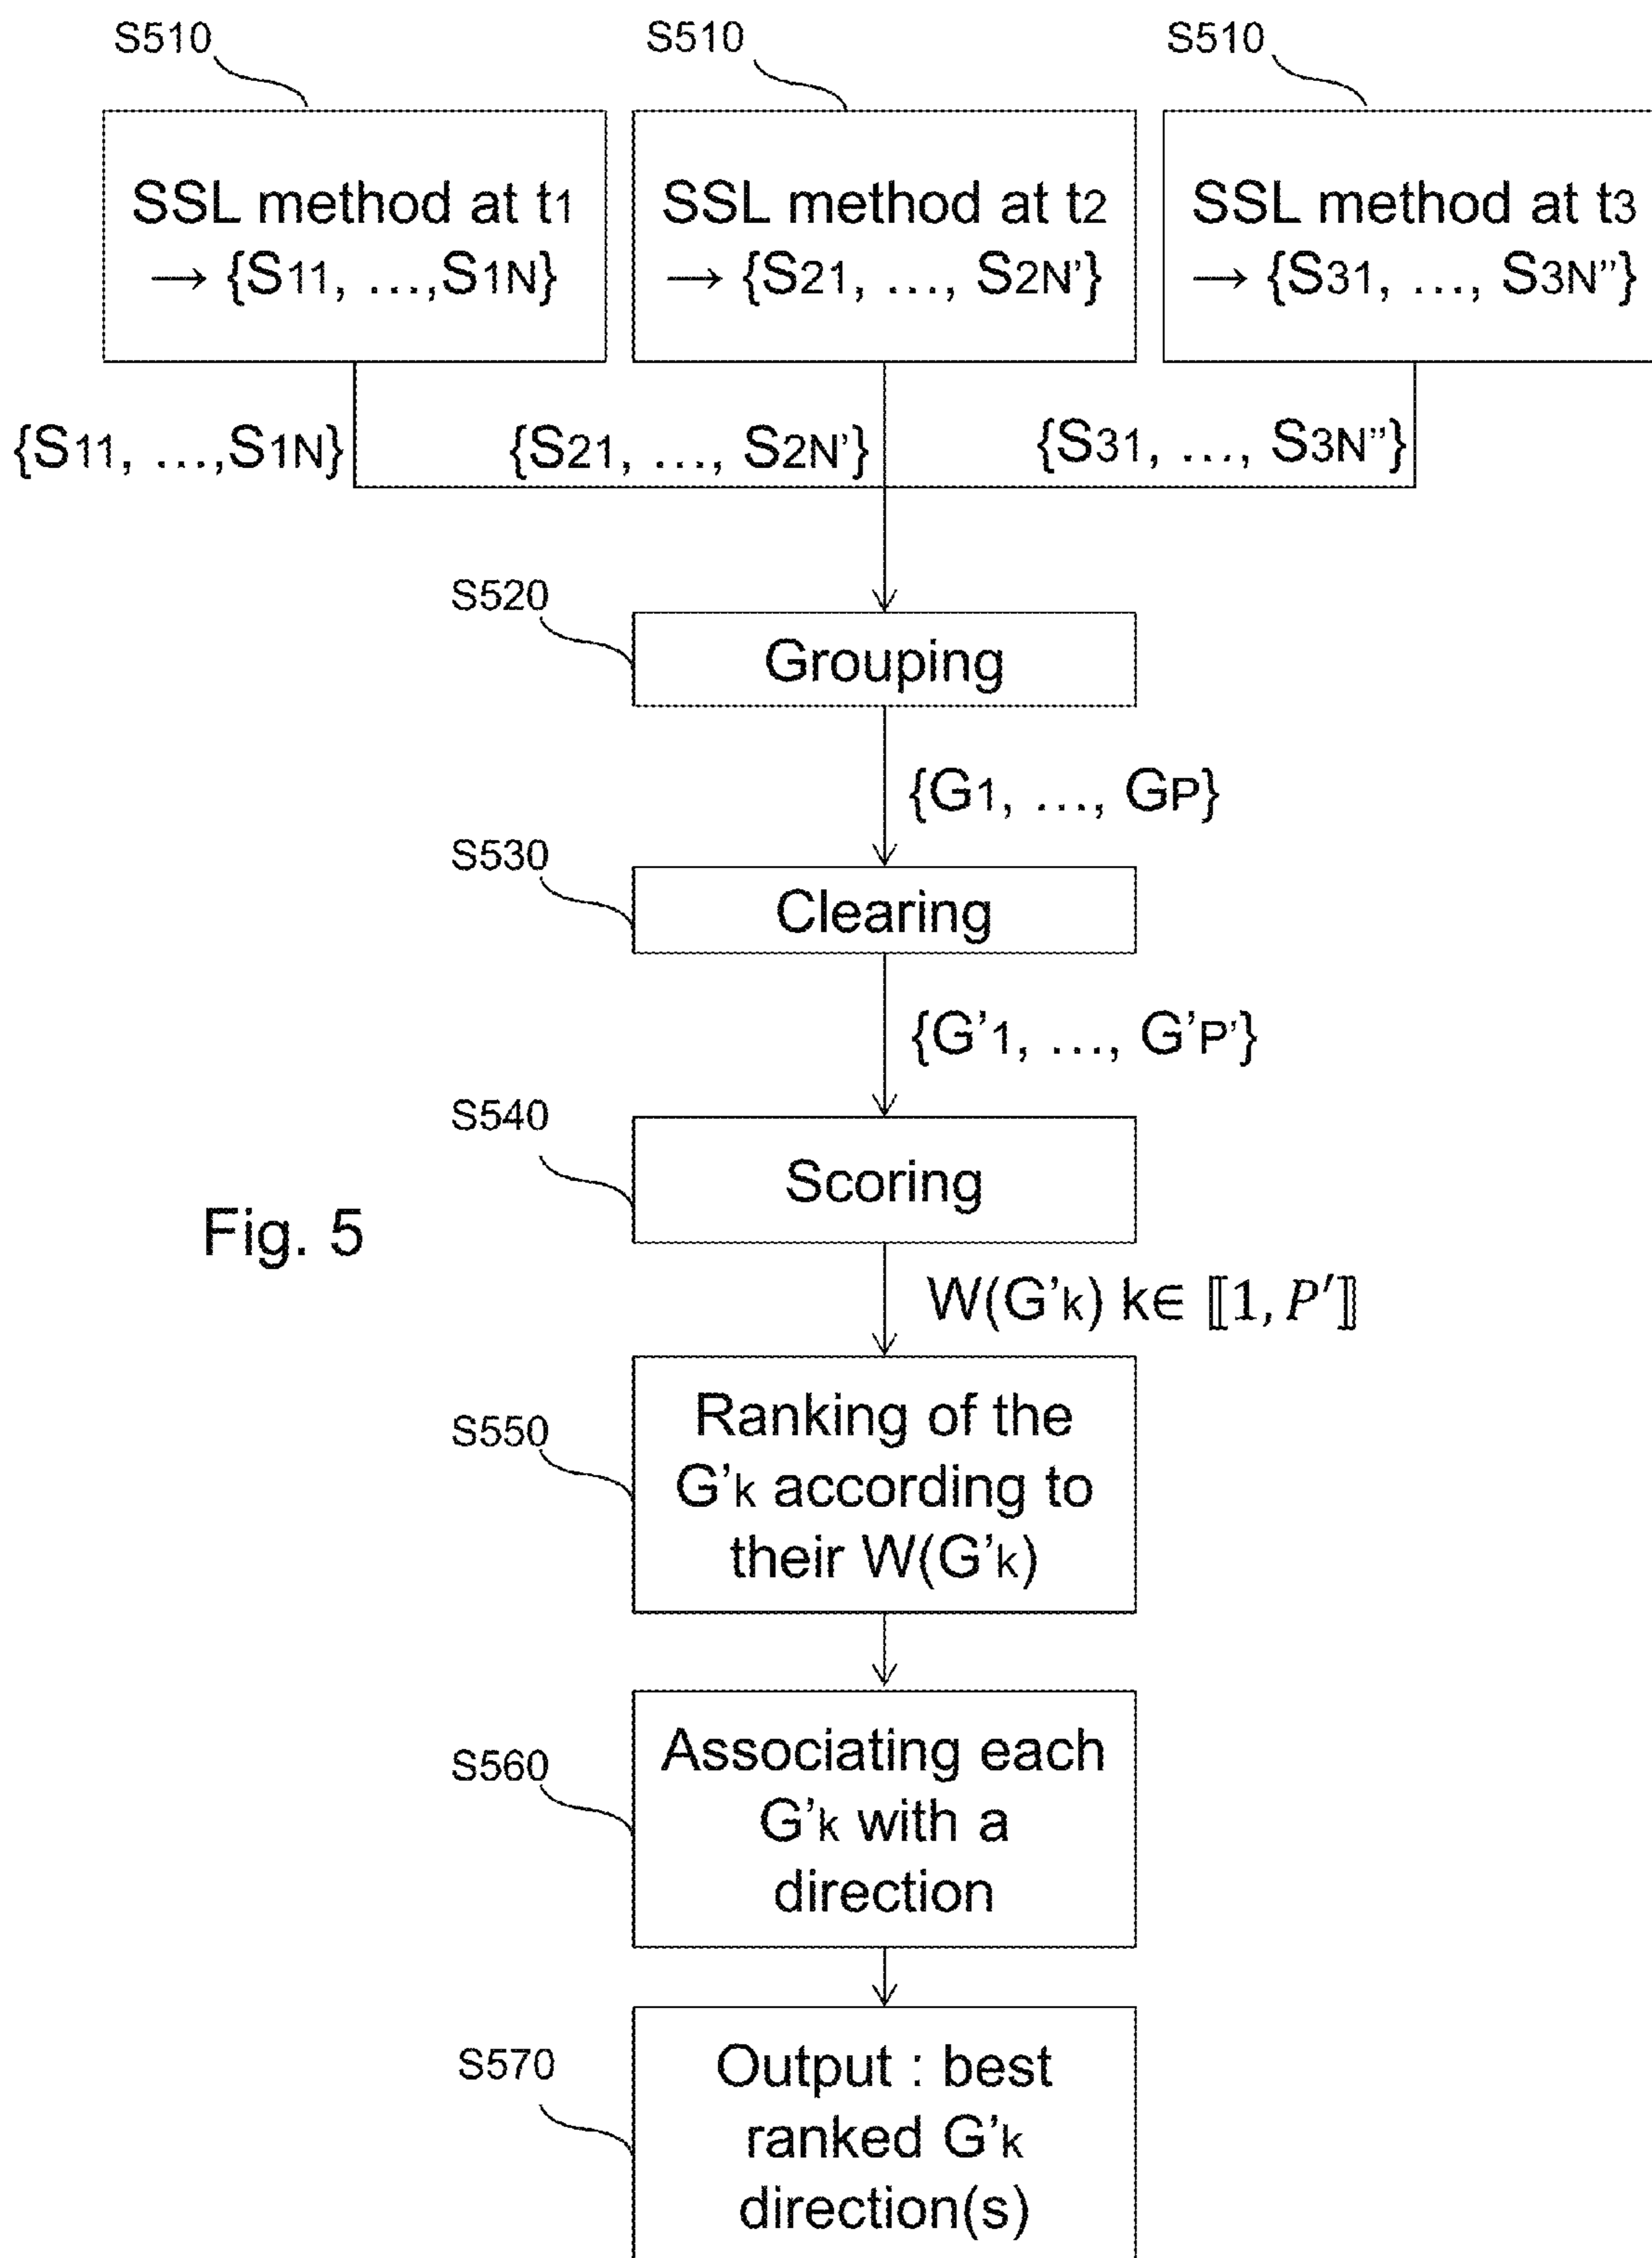 S510
S510
S510
SSL method at t1
→ {S11, ...,S1N}
SSL method at t2
→ {S21, ..., S2N'}
SSL method at t3
→ {S31, ..., S3N''}
{S11, ...,S1N}
{S21, ..., S2N'}
{S31, ..., S3N''}
S520
Grouping
{G1, ..., GP}
S530
Clearing
{G'1, ..., G'P'}
S540
Scoring
Fig. 5
W(G'k) k∈ ⟦1, P′⟧
S550
Ranking of the
G'k according to
their W(G'k)
S560
Associating each
G'k with a
direction
S570
Output : best
ranked G'k
direction(s)